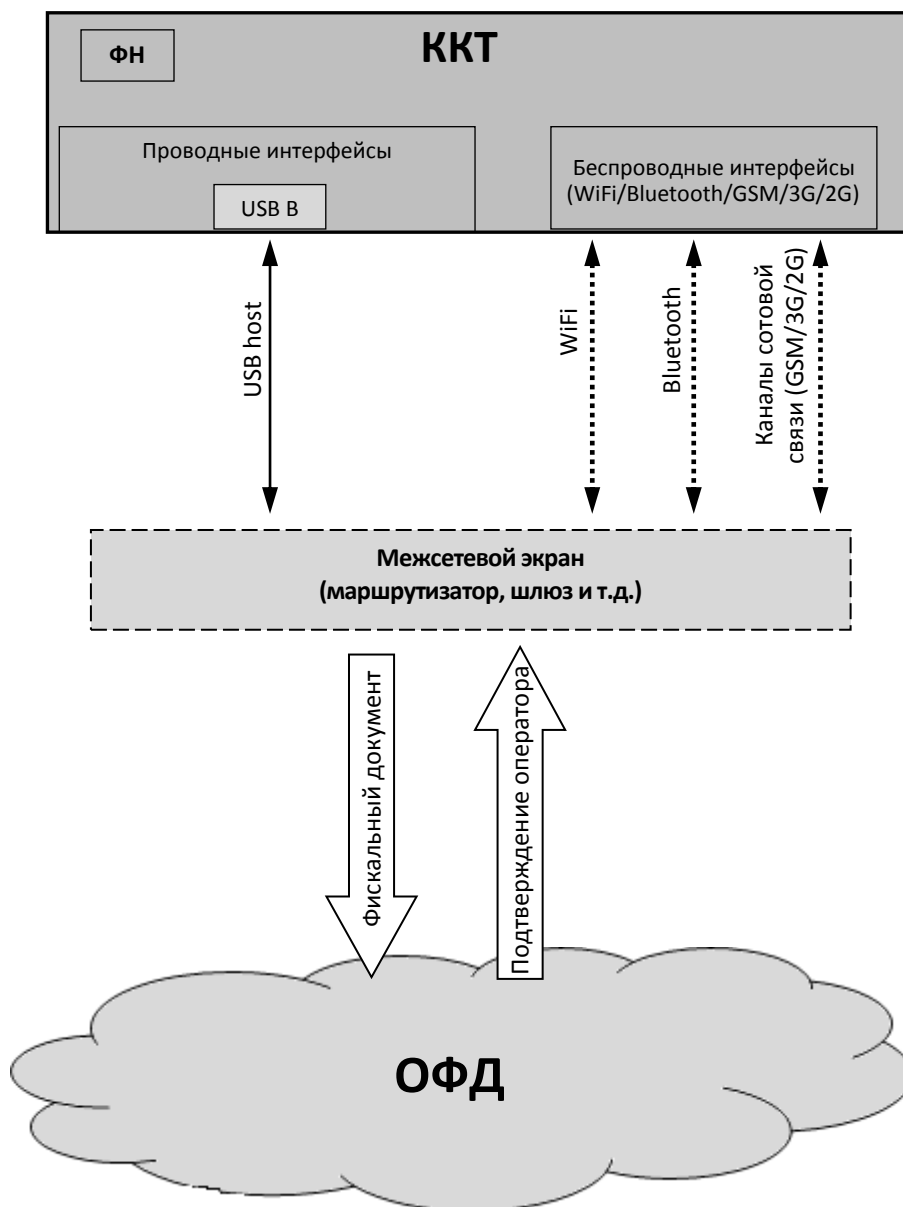 ФН
ККТ
Проводные интерфейсы
USB B
Беспроводные интерфейсы
(WiFi/Bluetooth/GSM/3G/2G)
USB host
WiFi
Bluetooth
Каналы сотовой
связи (GSM/3G/2G)
Межсетевой экран
(маршрутизатор, шлюз и т.д.)
Фискальный документ
Подтверждение оператора
ОФД